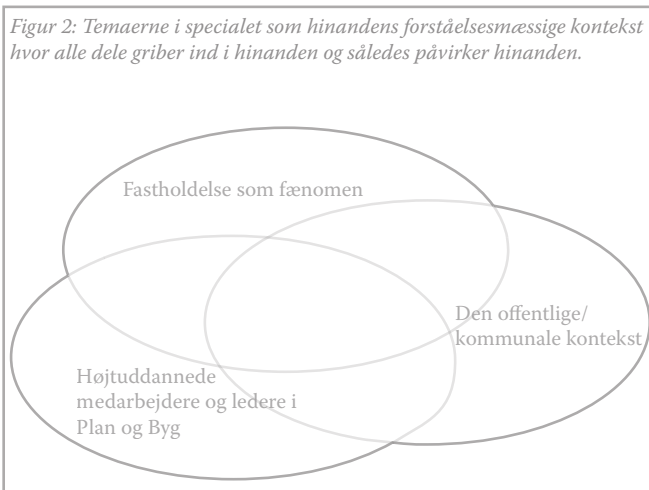 Figur 2: Temaerne i specialet som hinandens forståelsesmæssige kontekst
hvor alle dele griber ind i hinanden og således påvirker hinanden.
Fastholdelse som fænomen
Den offentlige/
kommunale kontekst
Højtuddannede
medarbejdere og ledere i
Plan og Byg